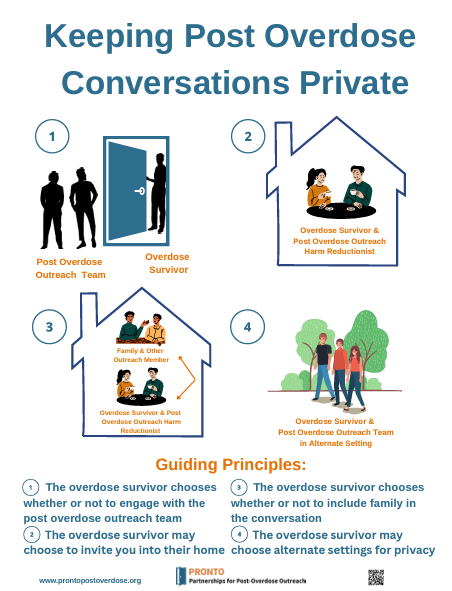 Keeping Post Overdose
Conversations Private
1
Post Overdose
Outreach Team
Overdose
Survivor
2
Overdose Survivor &
Post Overdose Outreach
Harm Reductionist
3
Family & Other
Outreach Member
Overdose Survivor & Post
Overdose Outreach Harm
Reductionist
4
Overdose Survivor &
Post Overdose Outreach Team
in Alternate Setting
Guiding Principles:
1 The overdose survivor chooses
whether or not to engage with the
post overdose outreach team
2 The overdose survivor may
choose to invite you into their home
3 The overdose survivor chooses
whether or not to include family in
the conversation
4 The overdose survivor may
choose alternate settings for privacy
www.prontopostoverdose.org
PRONTO
Partnerships for Post-Overdose Outreach